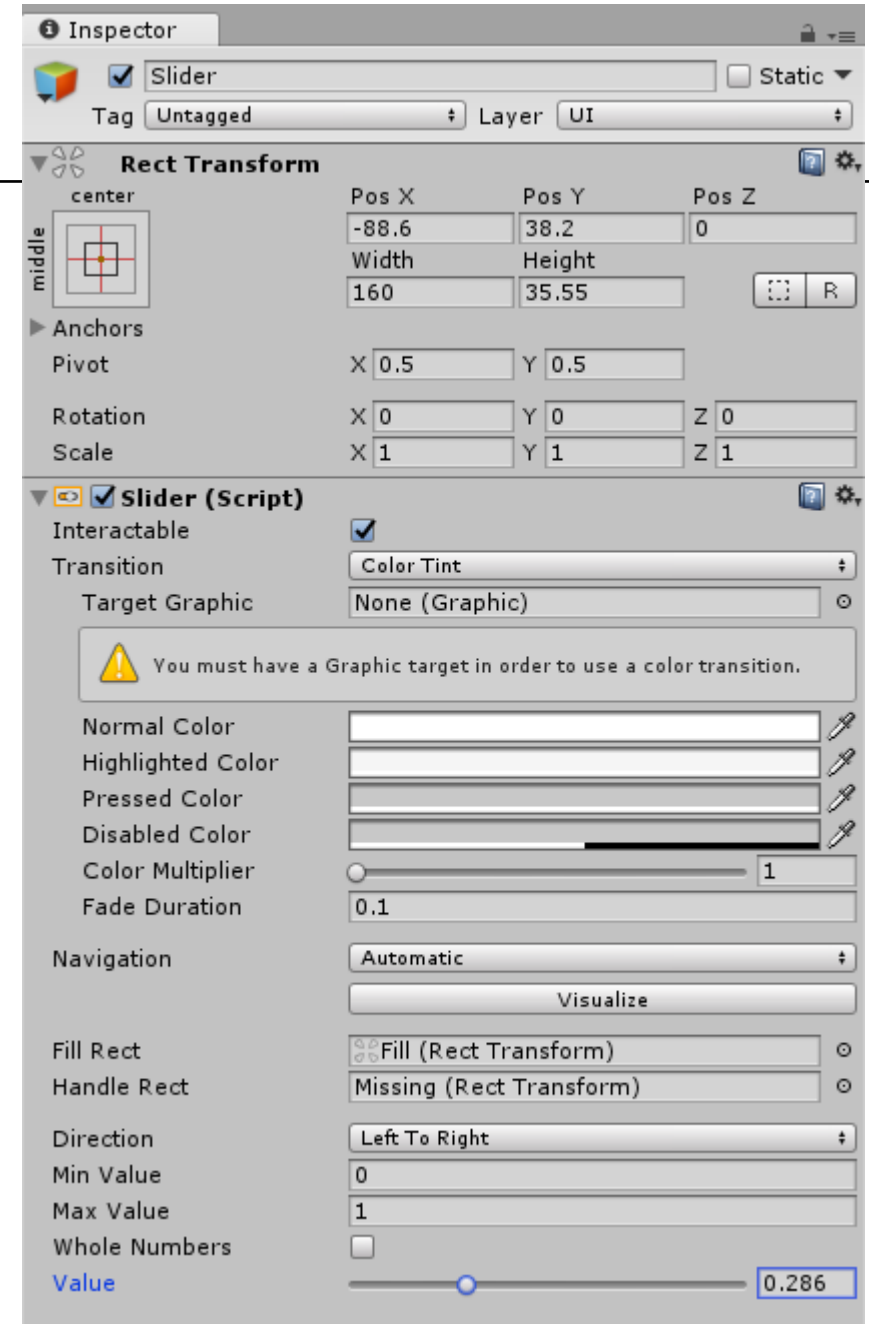 Inspector
Slider Static
Tag Untagged Layer UI
Rect Transform
center Pos X Pos Y Pos Z
middle -88.6 38.2 0
Width Height
160 35.55 R
Anchors
Pivot X 0.5 Y 0.5
Rotation X 0 Y 0 Z 0
Scale X 1 Y 1 Z 1
Slider (Script)
Interactable
Transition Color Tint
Target Graphic None (Graphic)
You must have a Graphic target in order to use a color transition.
Normal Color
Highlighted Color
Pressed Color
Disabled Color
Color Multiplier 1
Fade Duration 0.1
Navigation Automatic
Visualize
Fill Rect Fill (Rect Transform)
Handle Rect Missing (Rect Transform)
Direction Left To Right
Min Value 0
Max Value 1
Whole Numbers
Value 0.286